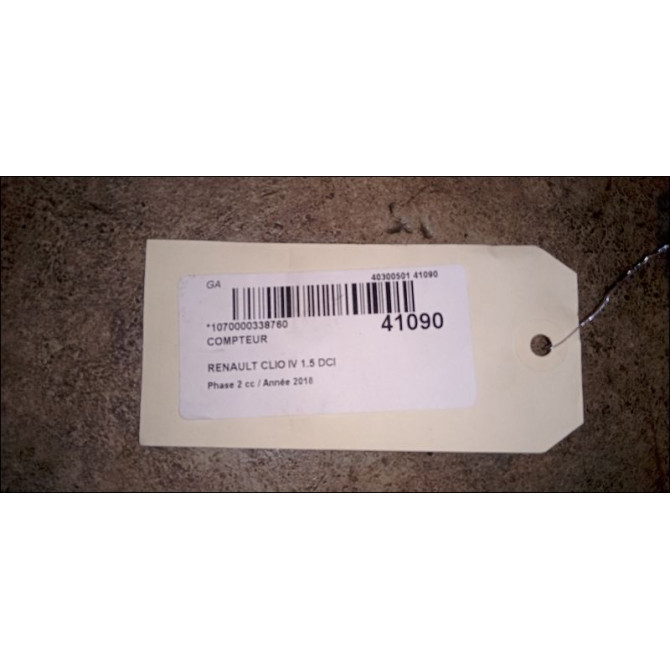 GA
40300501 41090
*1070000338760
41090
COMPTEUR
RENAULT CLIO IV 1.5 DCI
Phase 2 cc / Année 2018